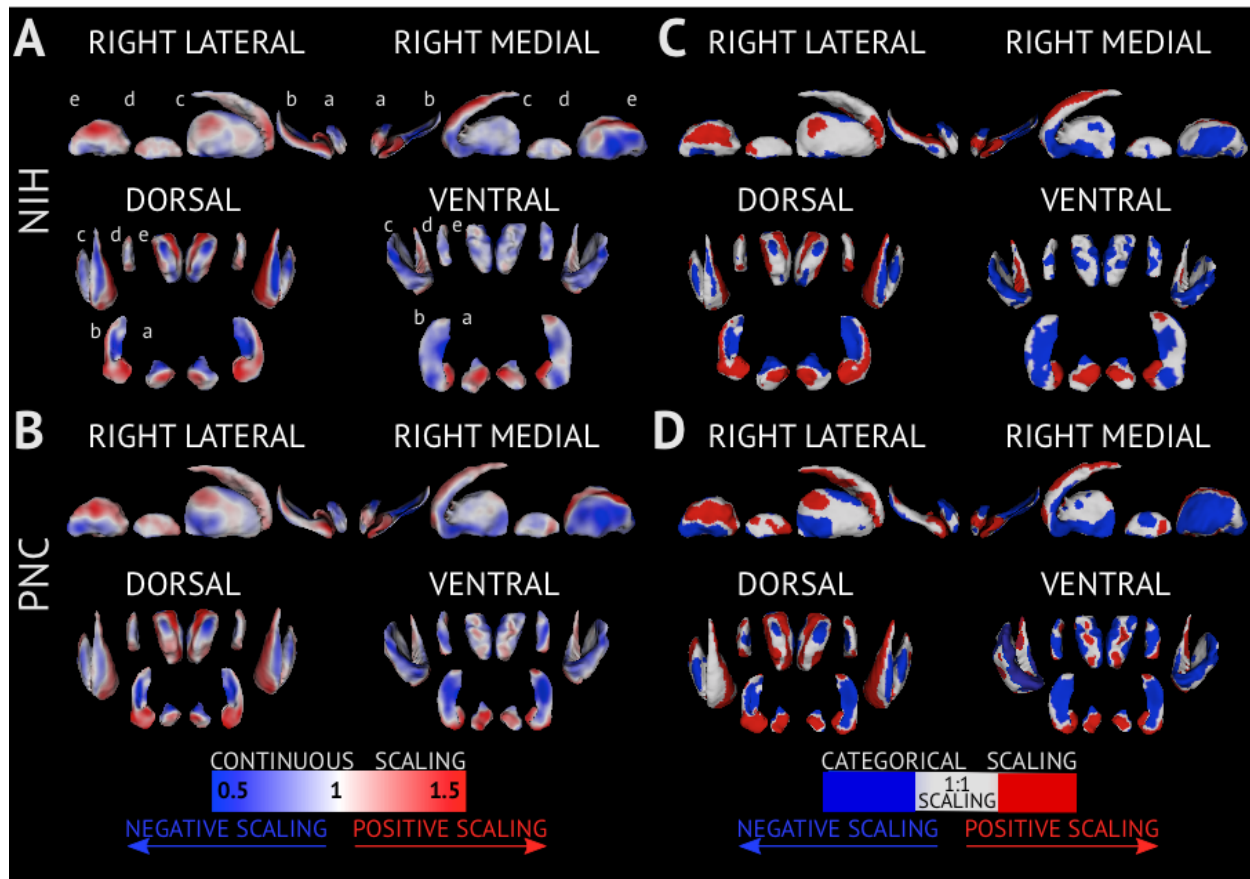 A
RIGHT LATERAL
RIGHT MEDIAL
e d c b a
a b c d e
NIH
DORSAL
VENTRAL
c d e
c d e
b a
b a
C
RIGHT LATERAL
RIGHT MEDIAL
DORSAL
VENTRAL
B
RIGHT LATERAL
RIGHT MEDIAL
PNC
DORSAL
VENTRAL
D
RIGHT LATERAL
RIGHT MEDIAL
DORSAL
VENTRAL
CONTINUOUS SCALING
0.5 1 1.5
NEGATIVE SCALING
POSITIVE SCALING
CATEGORICAL SCALING
1:1
SCALING
NEGATIVE SCALING
POSITIVE SCALING